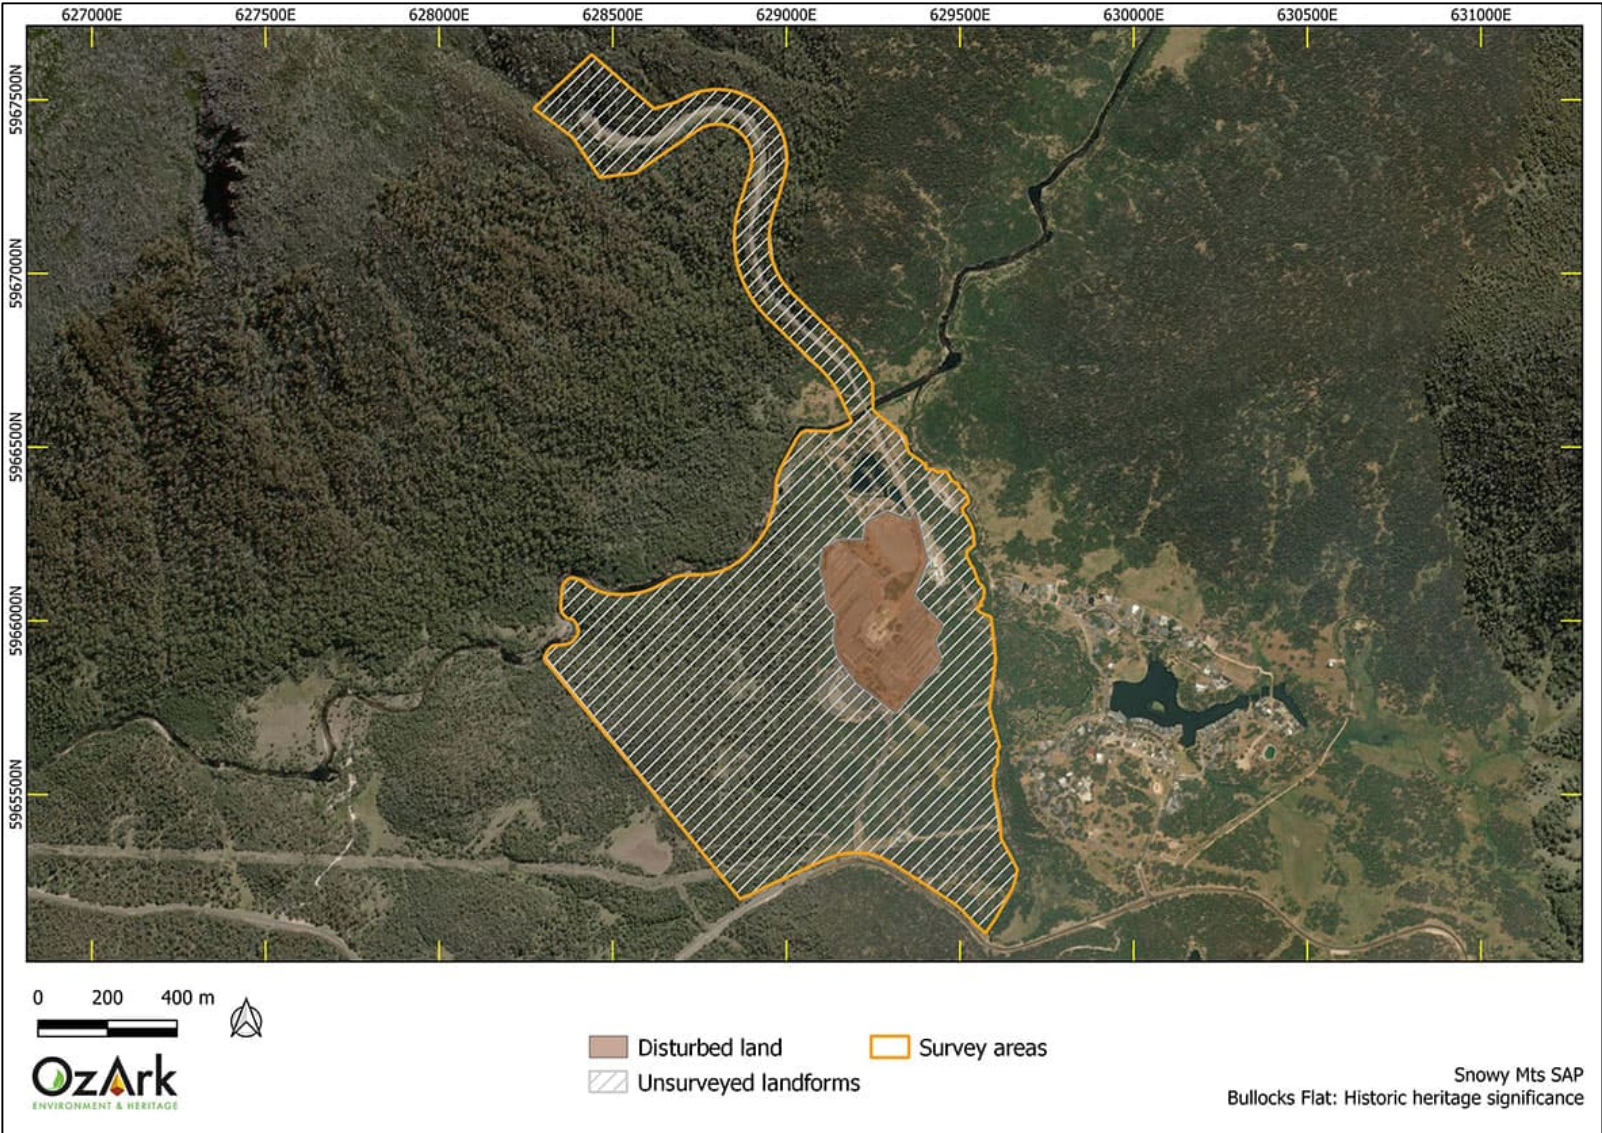 627000E 627500E 628000E 628500E 629000E 629500E 630000E 630500E 631000E
5967500N
5967000N
5966500N
5966000N
5965500N
0 200 400 m
OzArk
ENVIRONMENT & HERITAGE
Disturbed land
Survey areas
Unsurveyed landforms
Snowy Mts SAP
Bullocks Flat: Historic heritage significance